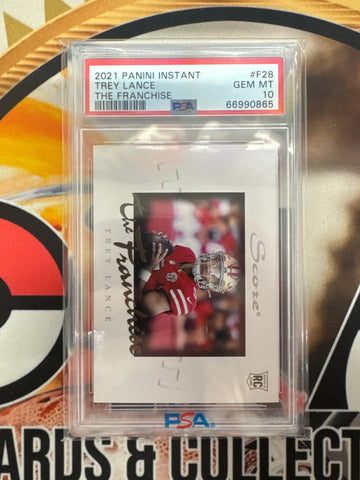 2021 PANINI INSTANT #F28
TREY LANCE GEM MT
THE FRANCHISE PSA 10
66990865
Score®
the Franchise
TREY LANCE
RC
PSA
ARDS & COLLECT